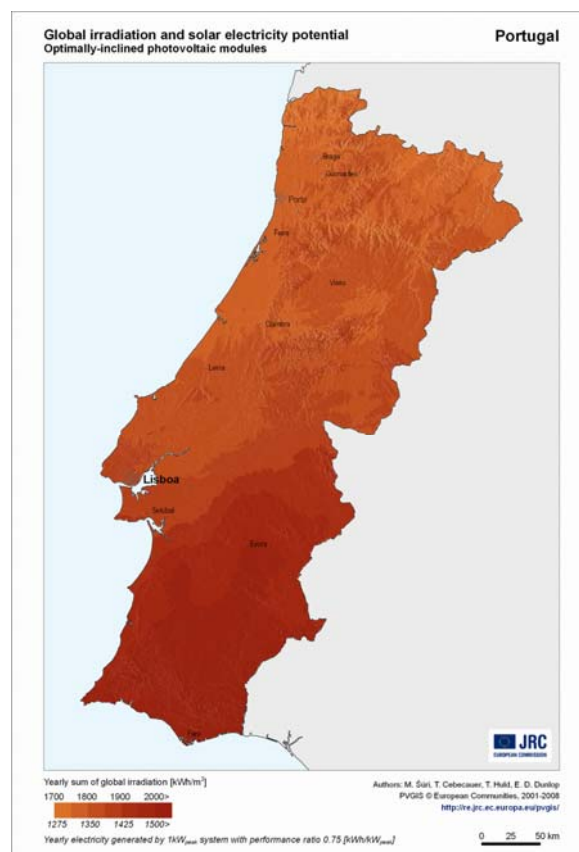 Global irradiation and solar electricity potential
Optimally-inclined photovoltaic modules
Portugal
Braga
Guimarães
Porto
Feira
Viseu
Coimbra
Leiria
Lisboa
Setúbal
Evora
Faro
JRC
EUROPEAN COMMISSION
Yearly sum of global irradiation [kWh/m²]
1700 1800 1900 2000>
1275 1350 1425 1500>
Yearly electricity generated by 1kWpeak system with performance ratio 0.75 [kWh/kWpeak]
Authors: M. Šúri, T. Cebecauer, T. Huld, E. D. Dunlop
PVGIS © European Communities, 2001-2008
http://re.jrc.ec.europa.eu/pvgis/
0 25 50 km